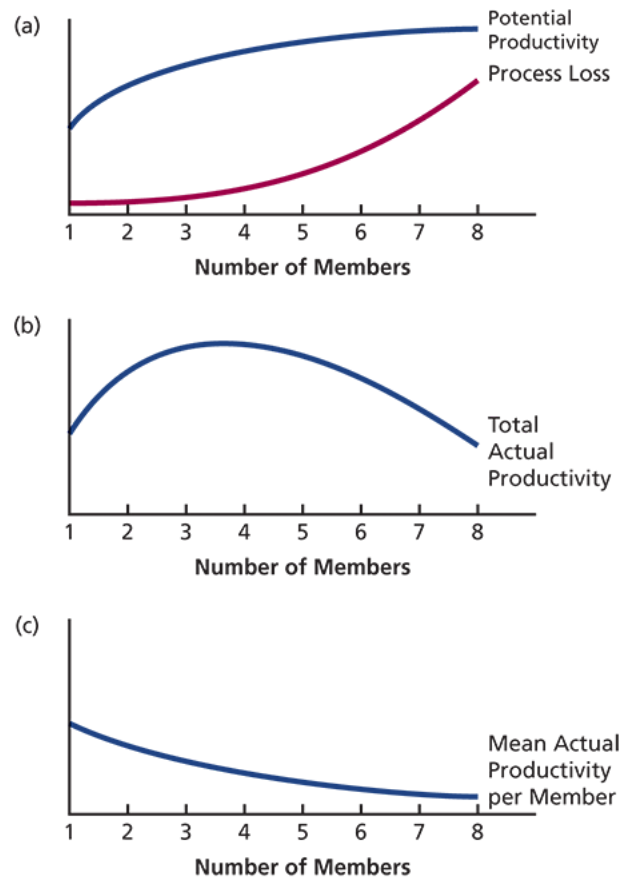 (a)
Potential
Productivity
Process Loss
1 2 3 4 5 6 7 8
Number of Members
(b)
Total
Actual
Productivity
1 2 3 4 5 6 7 8
Number of Members
(c)
Mean Actual
Productivity
per Member
1 2 3 4 5 6 7 8
Number of Members